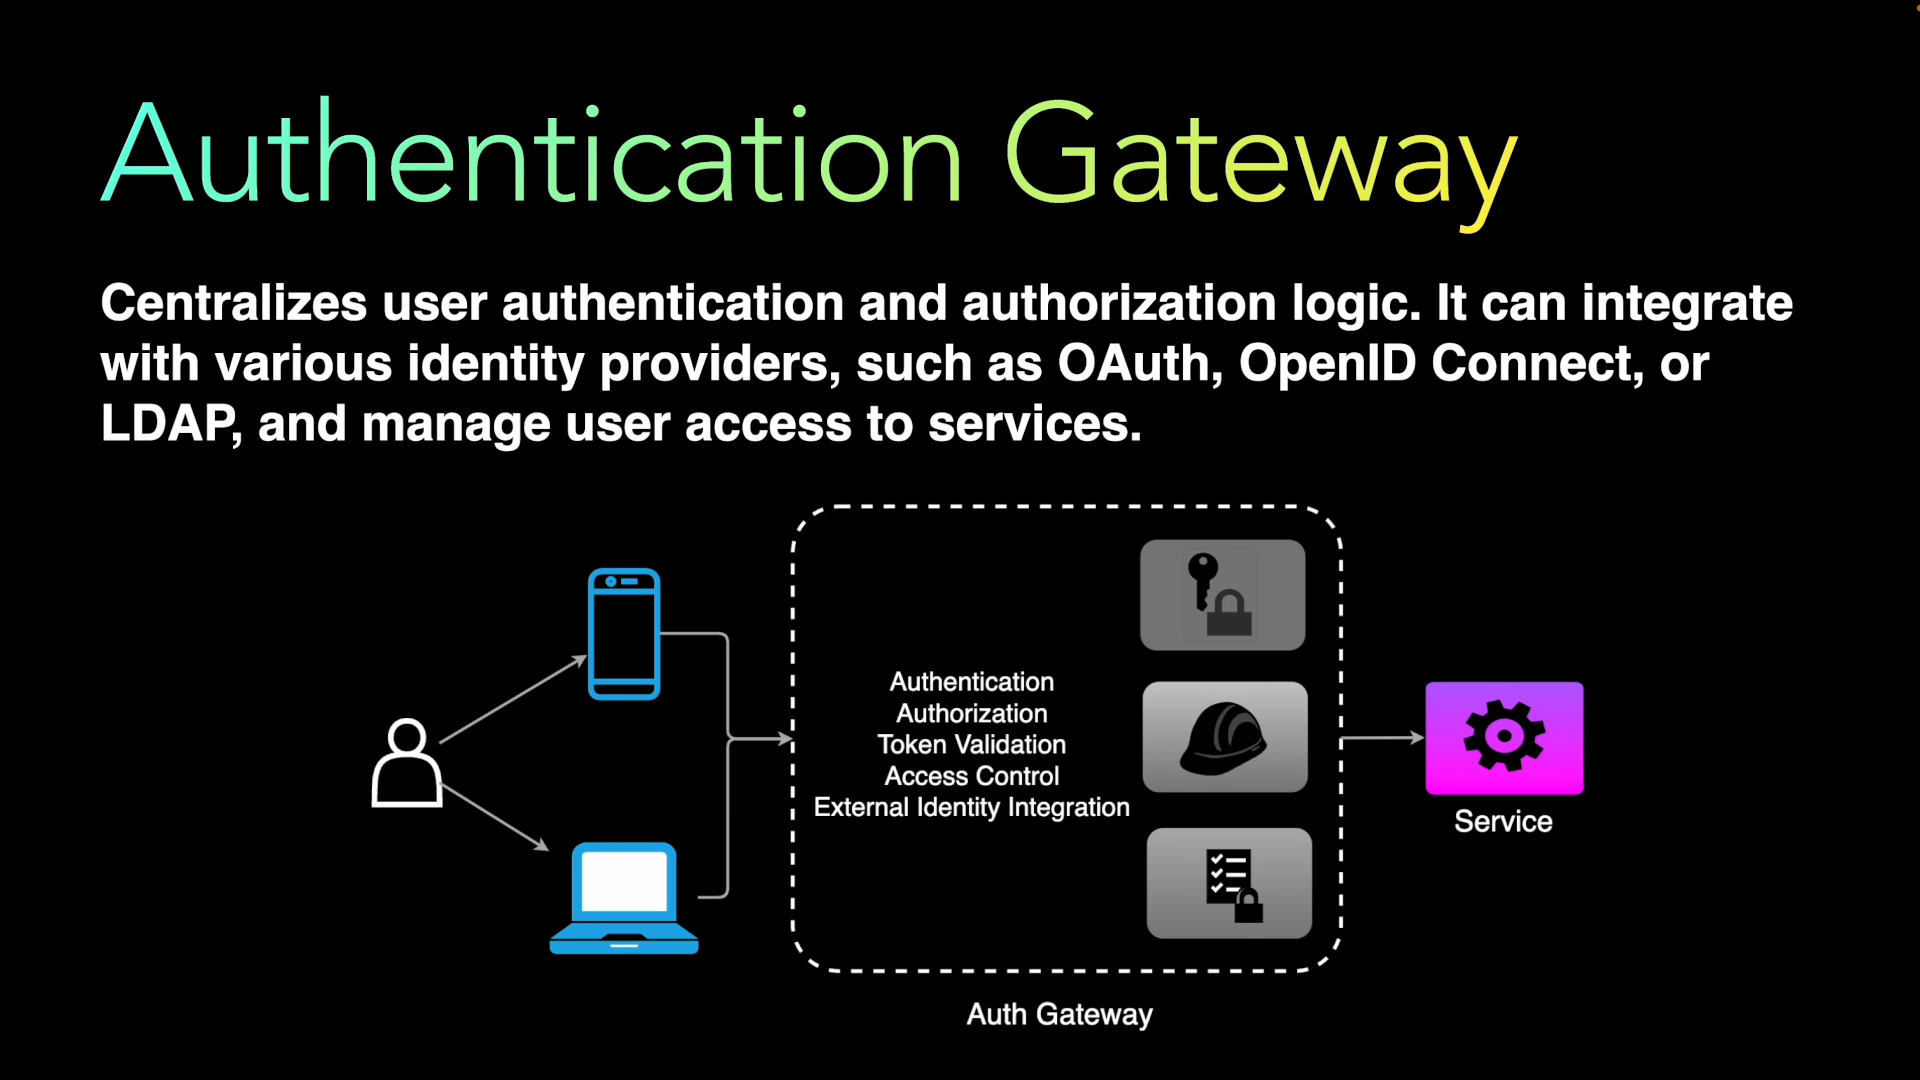 Authentication Gateway
Centralizes user authentication and authorization logic. It can integrate
with various identity providers, such as OAuth, OpenID Connect, or
LDAP, and manage user access to services.
Authentication
Authorization
Token Validation
Access Control
External Identity Integration
Service
Auth Gateway